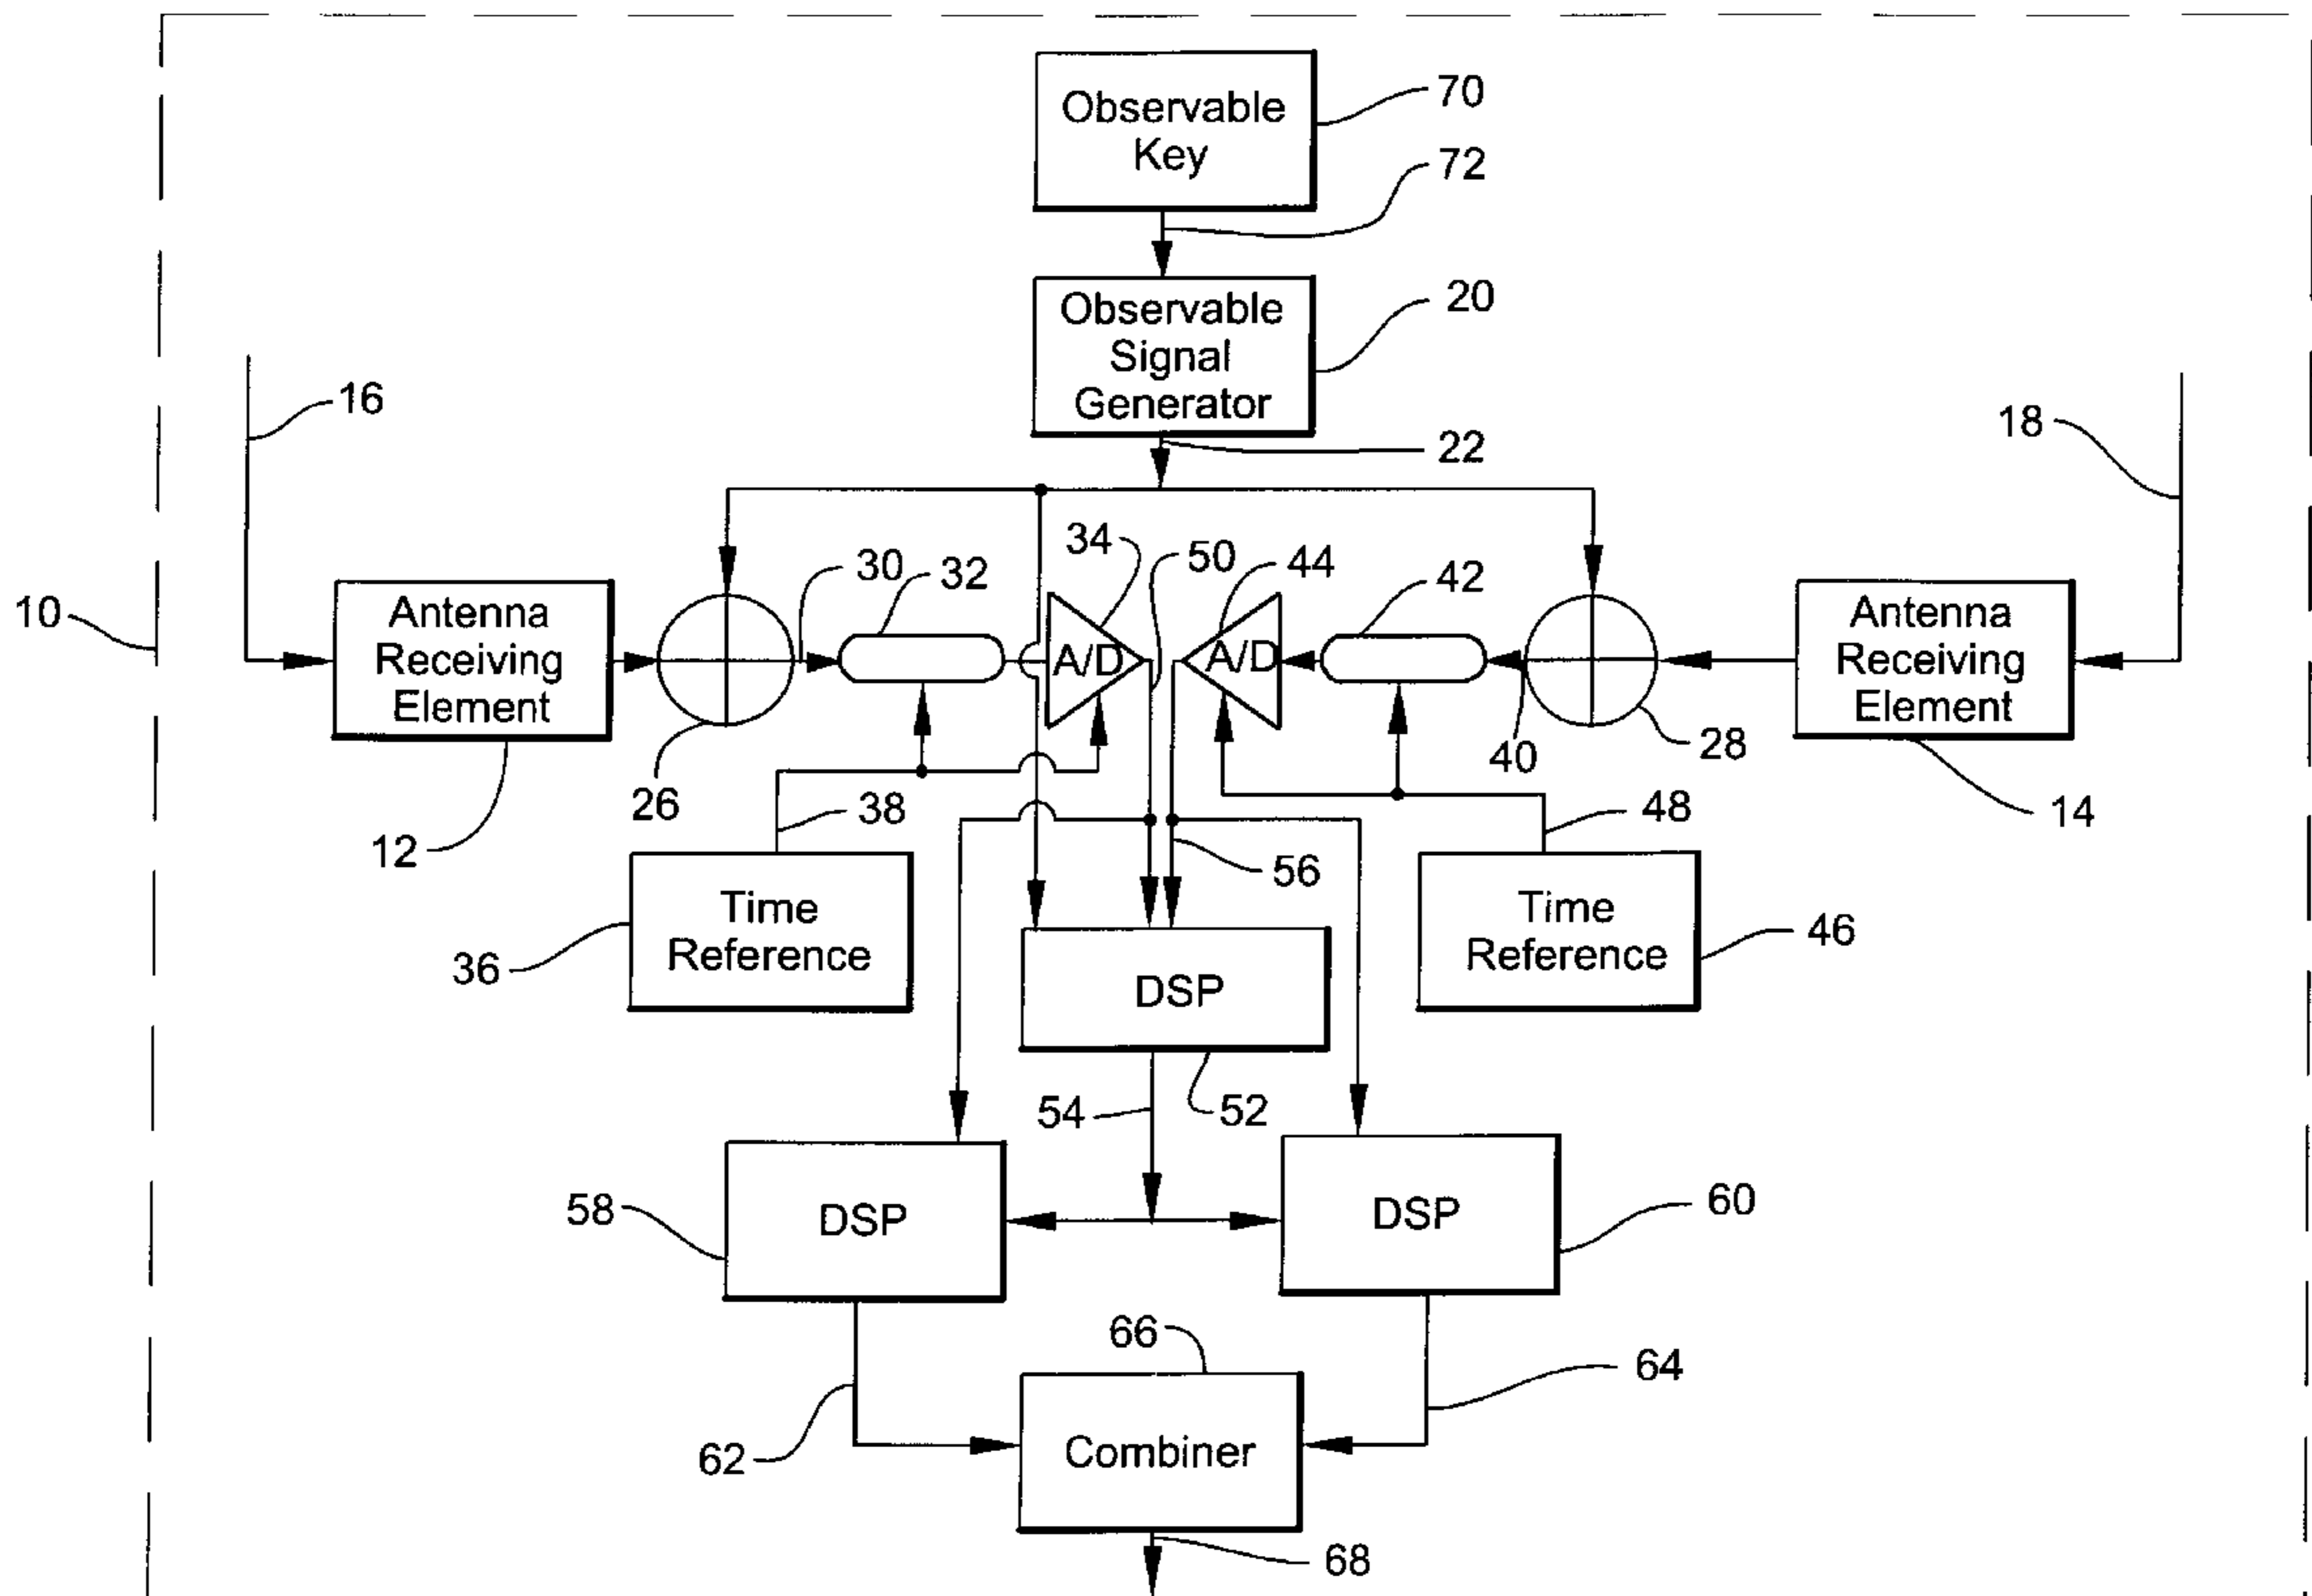 Observable
Key
70
72
Observable
Signal
Generator
20
22
16
18
10
Antenna
Receiving
Element
12
26
30
32
34
A/D
50
44
A/D
42
40
28
Antenna
Receiving
Element
14
38
48
56
Time
Reference
36
Time
Reference
46
DSP
54
52
58
DSP
DSP
60
66
62
64
Combiner
68